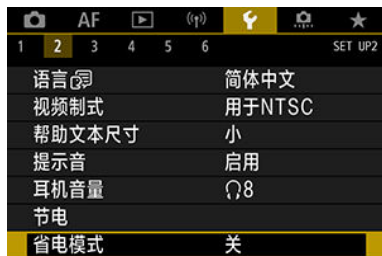 AF
1 2 3 4 5 6 SET UP2
语言 简体中文
视频制式 用于NTSC
帮助文本尺寸 小
提示音 启用
耳机音量 8
节电
省电模式 关